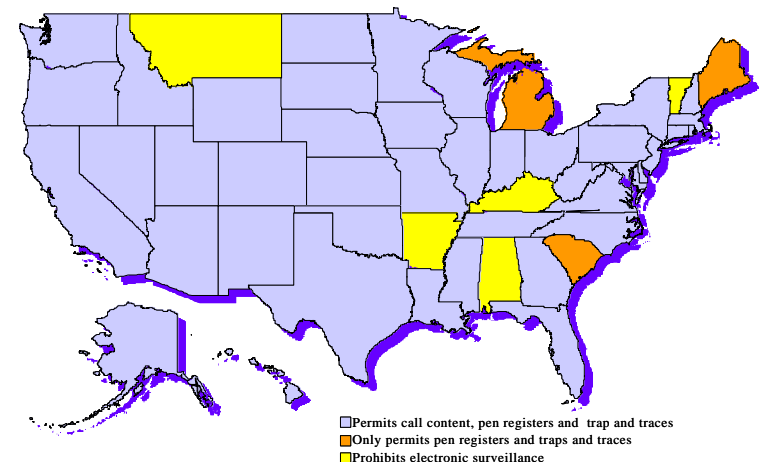 Permits call content, pen registers and trap and traces
Only permits pen registers and traps and traces
Prohibits electronic surveillance